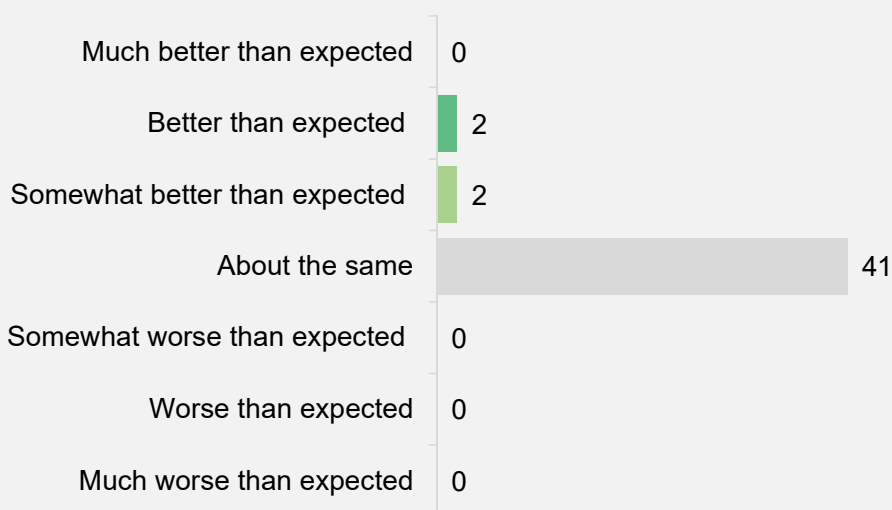 Much better than expected 0
Better than expected 2
Somewhat better than expected 2
About the same 41
Somewhat worse than expected 0
Worse than expected 0
Much worse than expected 0